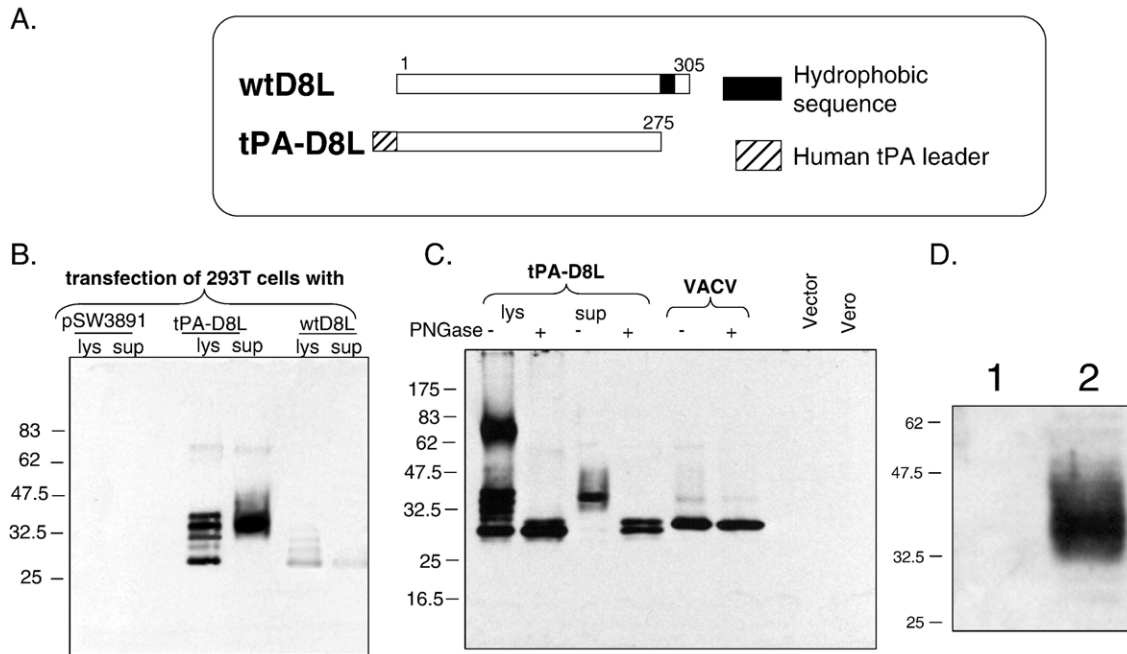 A.
1 305
wtD8L
Hydrophobic
sequence
275
tPA-D8L
Human tPA leader
B.
transfection of 293T cells with
pSW3891 tPA-D8L wtD8L
lys sup lys sup lys sup
83
62
47.5
32.5
25
C.
tPA-D8L VACV Vector Vero
lys sup
PNGase - + - + - +
175
83
62
47.5
32.5
25
16.5
D.
1 2
62
47.5
32.5
25